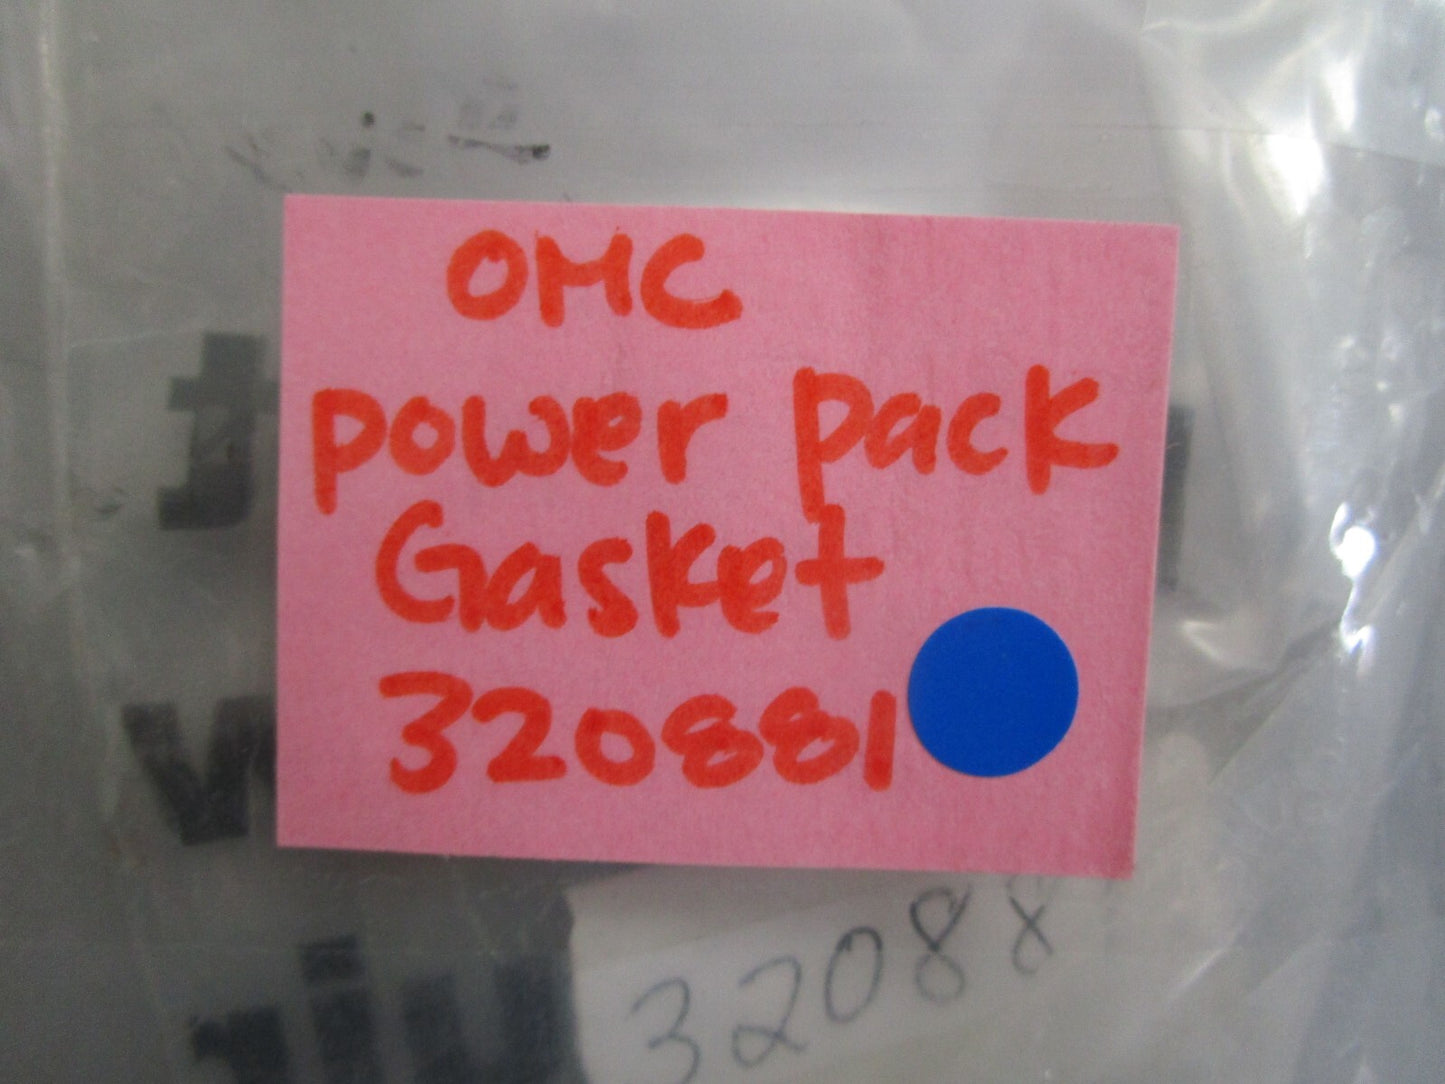 OMC
power pack
Gasket
320881
32088